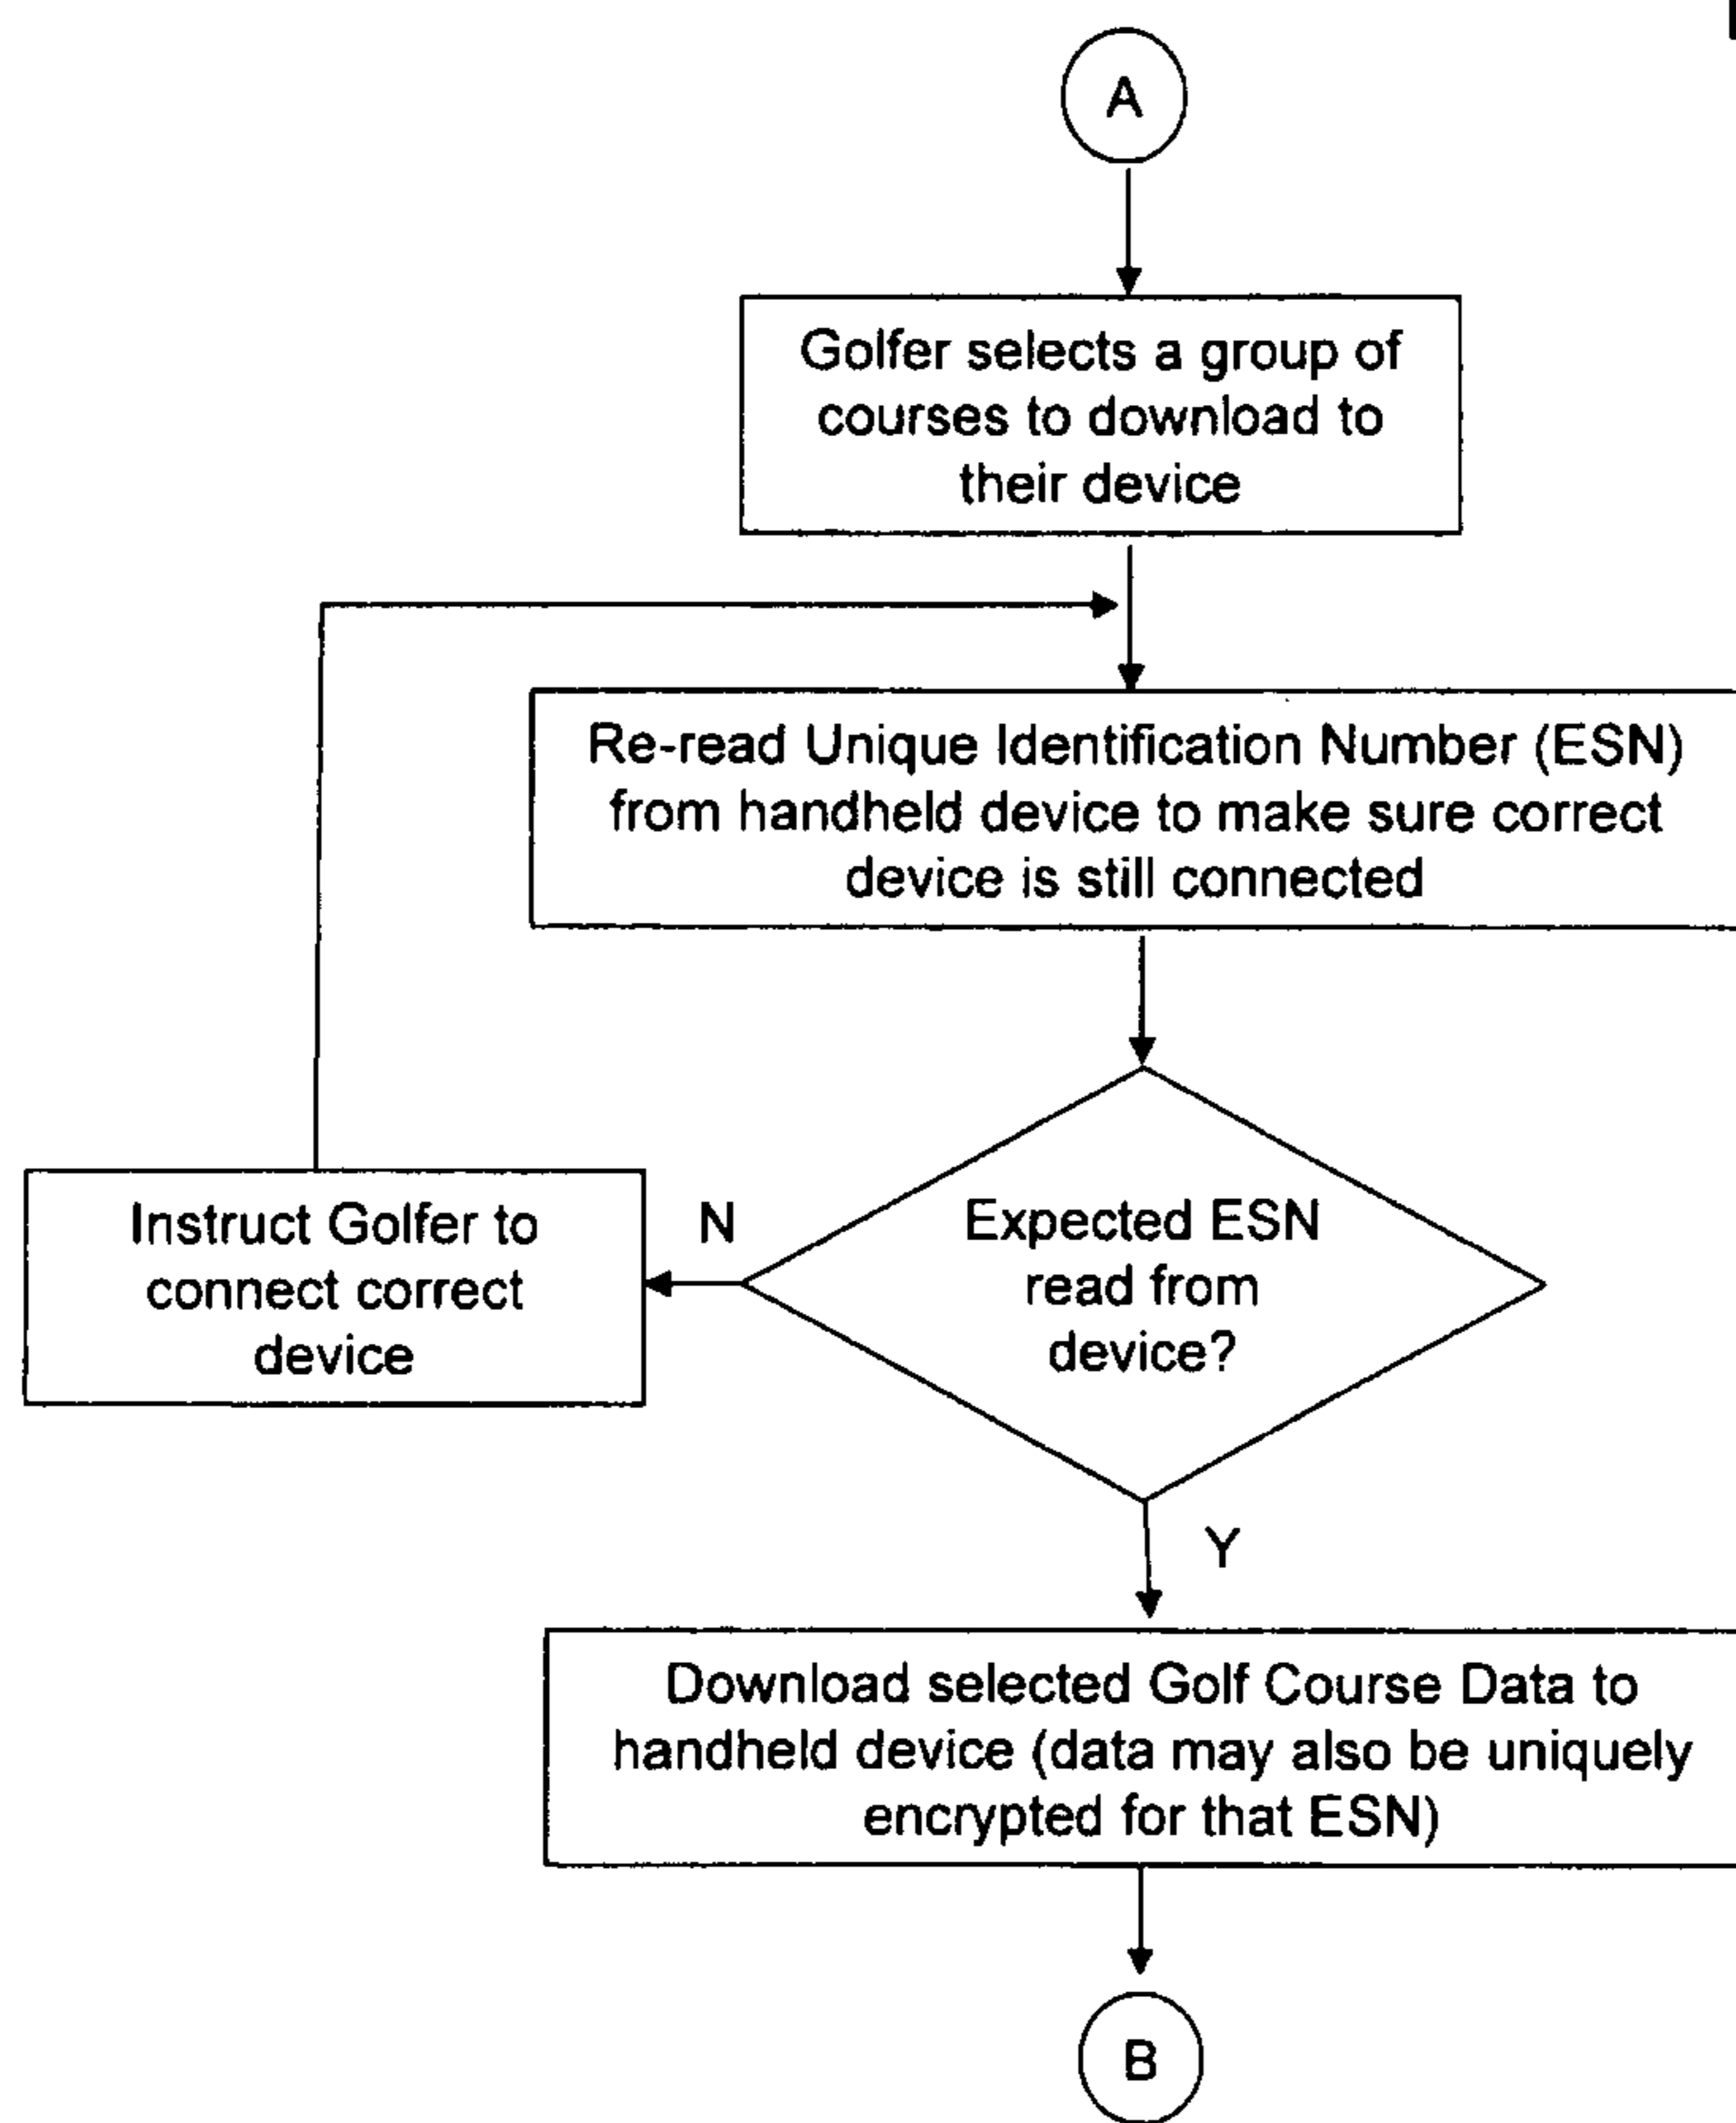 A
Golfer selects a group of
courses to download to
their device
Re-read Unique Identification Number (ESN)
from handheld device to make sure correct
device is still connected
Instruct Golfer to
connect correct
device
N
Expected ESN
read from
device?
Y
Download selected Golf Course Data to
handheld device (data may also be uniquely
encrypted for that ESN)
B